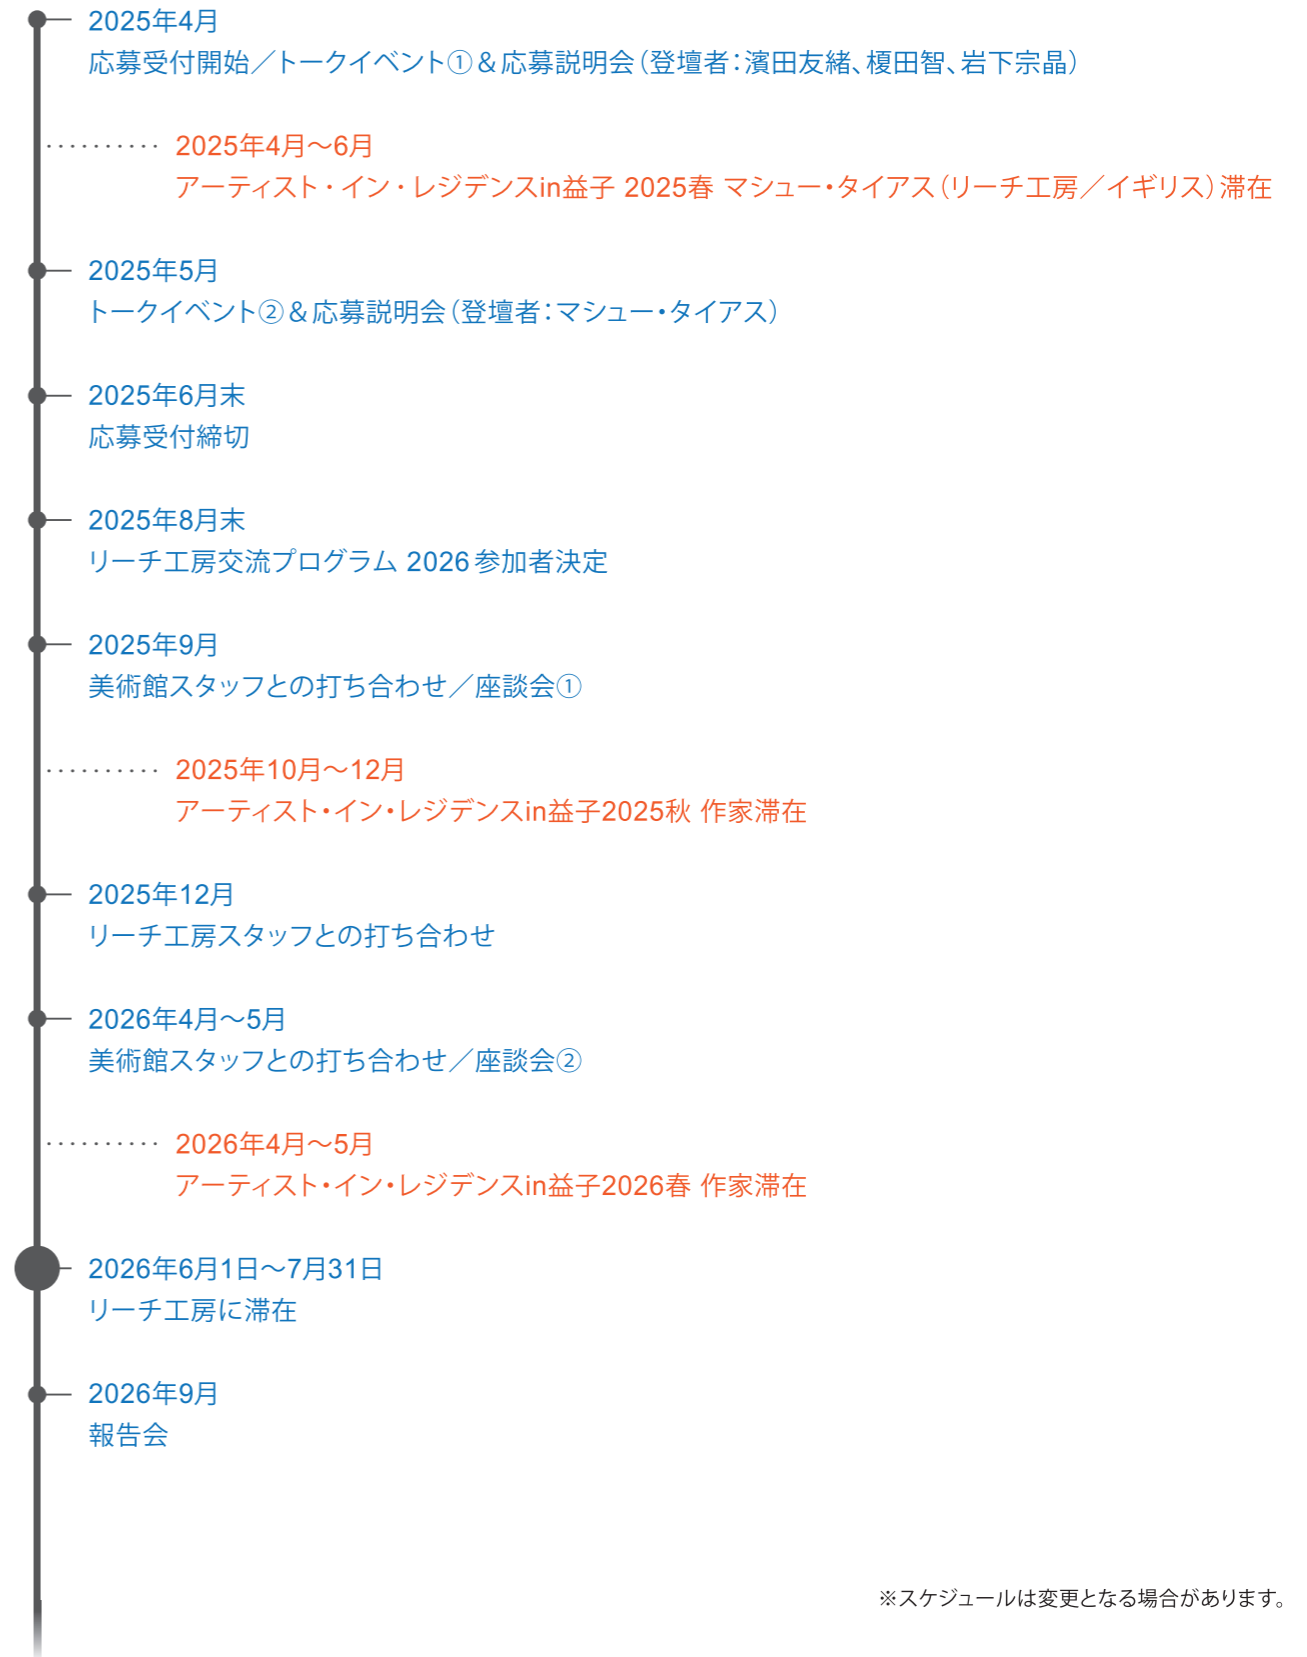 2025年4月
応募受付開始／トークイベント①＆応募説明会（登壇者：濱田友緒、榎田智、岩下宗晶）
2025年4月～6月
アーティスト・イン・レジデンスin益子 2025春 マシュー・タイアス（リーチ工房／イギリス）滞在
2025年5月
トークイベント②＆応募説明会（登壇者：マシュー・タイアス）
2025年6月末
応募受付締切
2025年8月末
リーチ工房交流プログラム 2026参加者決定
2025年9月
美術館スタッフとの打ち合わせ／座談会①
2025年10月～12月
アーティスト・イン・レジデンスin益子2025秋 作家滞在
2025年12月
リーチ工房スタッフとの打ち合わせ
2026年4月～5月
美術館スタッフとの打ち合わせ／座談会②
2026年4月～5月
アーティスト・イン・レジデンスin益子2026春 作家滞在
2026年6月1日～7月31日
リーチ工房に滞在
2026年9月
報告会
※スケジュールは変更となる場合があります。